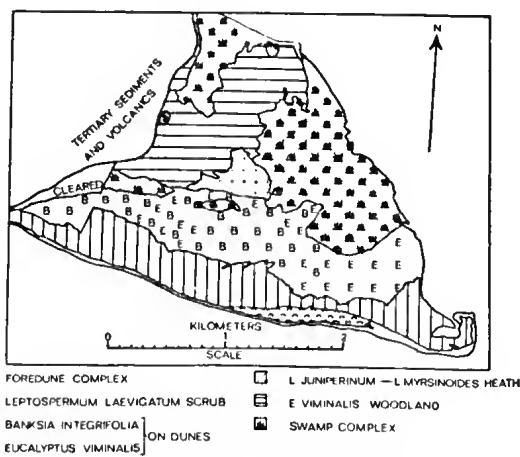 N
TERTIARY SEDIMENTS
AND VOLCANICS
CLEARED
B B E E B E
B B B E B B B B E E
B B E B B E E E
E B B B B B B E E E E
B E E E E
E E E
KILOMETERS
0 1 2
SCALE
FOREDUNE COMPLEX
LEPTOSPERMUM LAEVIGATUM SCRUB
BANKSIA INTEGRIFOLIA
EUCALYPTUS VIMINALIS
ON DUNES
L JUNIPERINUM — L MYRSINOIDES HEATH
E E VIMINALIS WOODLAND
SWAMP COMPLEX